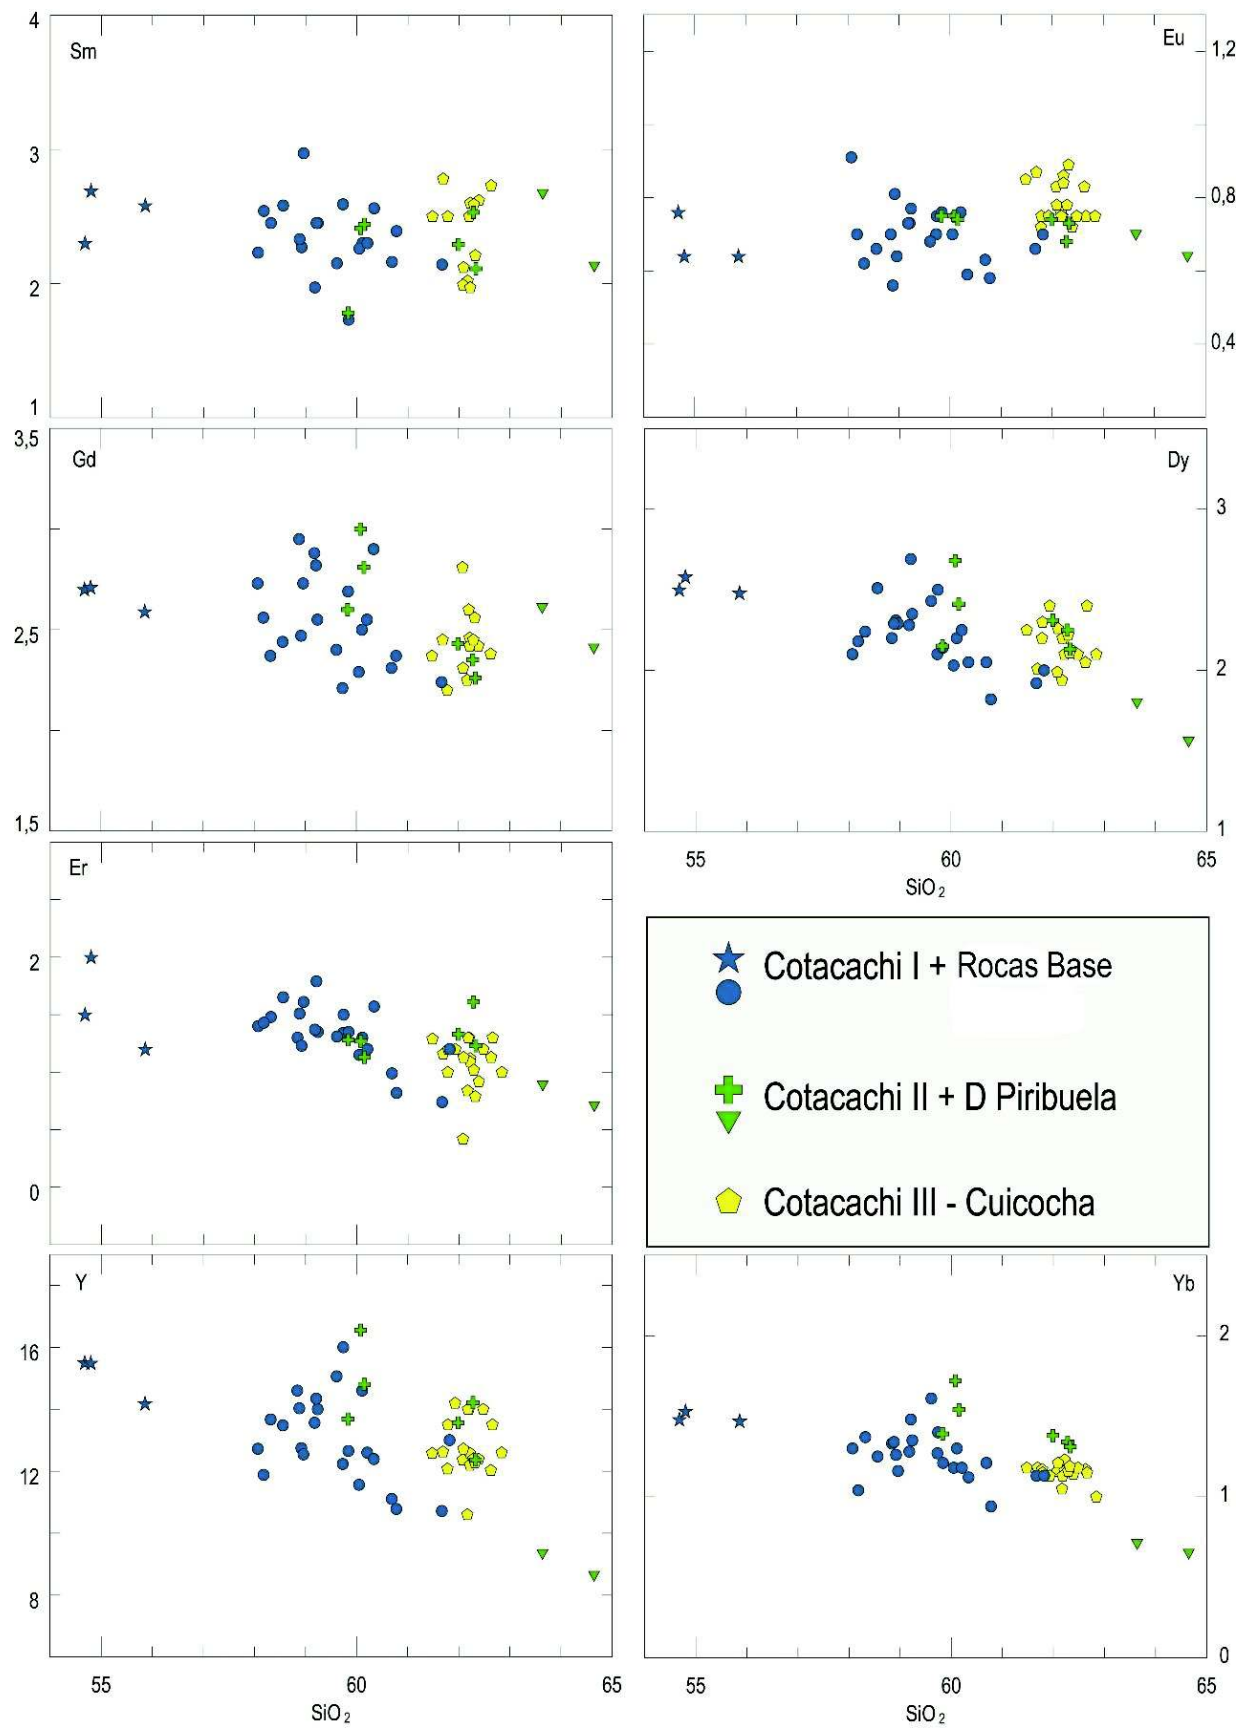 4
Sm
3
2
1
Eu
1,2
0,8
0,4
3,5
Gd
2,5
1,5
Dy
3
2
1
55
60
65
SiO2
Er
2
0
Cotacachi I + Rocas Base
Cotacachi II + D Piribuela
Cotacachi III - Cuicocha
Y
16
12
8
55
60
65
SiO2
Yb
2
1
0
55
60
65
SiO2